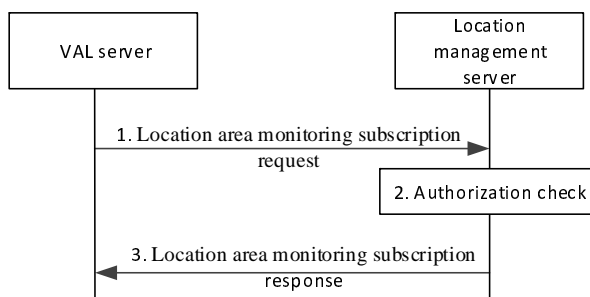 VAL server
Location
management
server
1. Location area monitoring subscription
request
2. Authorization check
3. Location area monitoring subscription
response